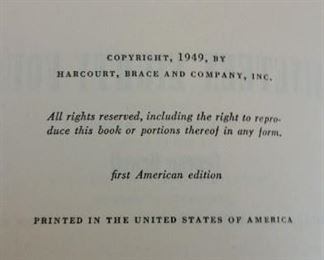 COPYRIGHT, 1949, BY
HARCOURT, BRACE AND COMPANY, INC.
All rights reserved, including the right to repro-
duce this book or portions thereof in any form.
first American edition
PRINTED IN THE UNITED STATES OF AMERICA